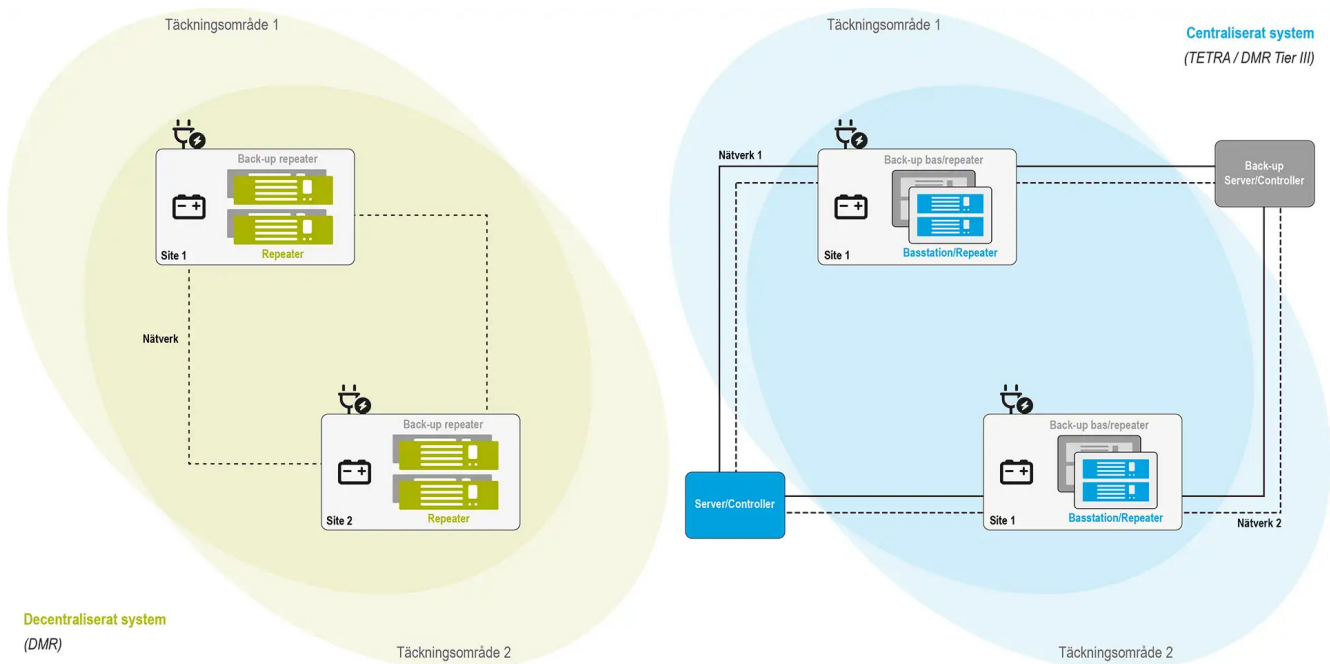 Täckningsområde 1
Back-up repeater
Site 1
Repeater
Nätverk
Back-up repeater
Site 2
Repeater
Decentraliserat system
(DMR)
Täckningsområde 2
Täckningsområde 1
Centraliserat system
(TETRA / DMR Tier III)
Nätverk 1
Back-up bas/repeater
Site 1
Basstation/Repeater
Back-up
Server/Controller
Back-up bas/repeater
Site 1
Basstation/Repeater
Server/Controller
Nätverk 2
Täckningsområde 2